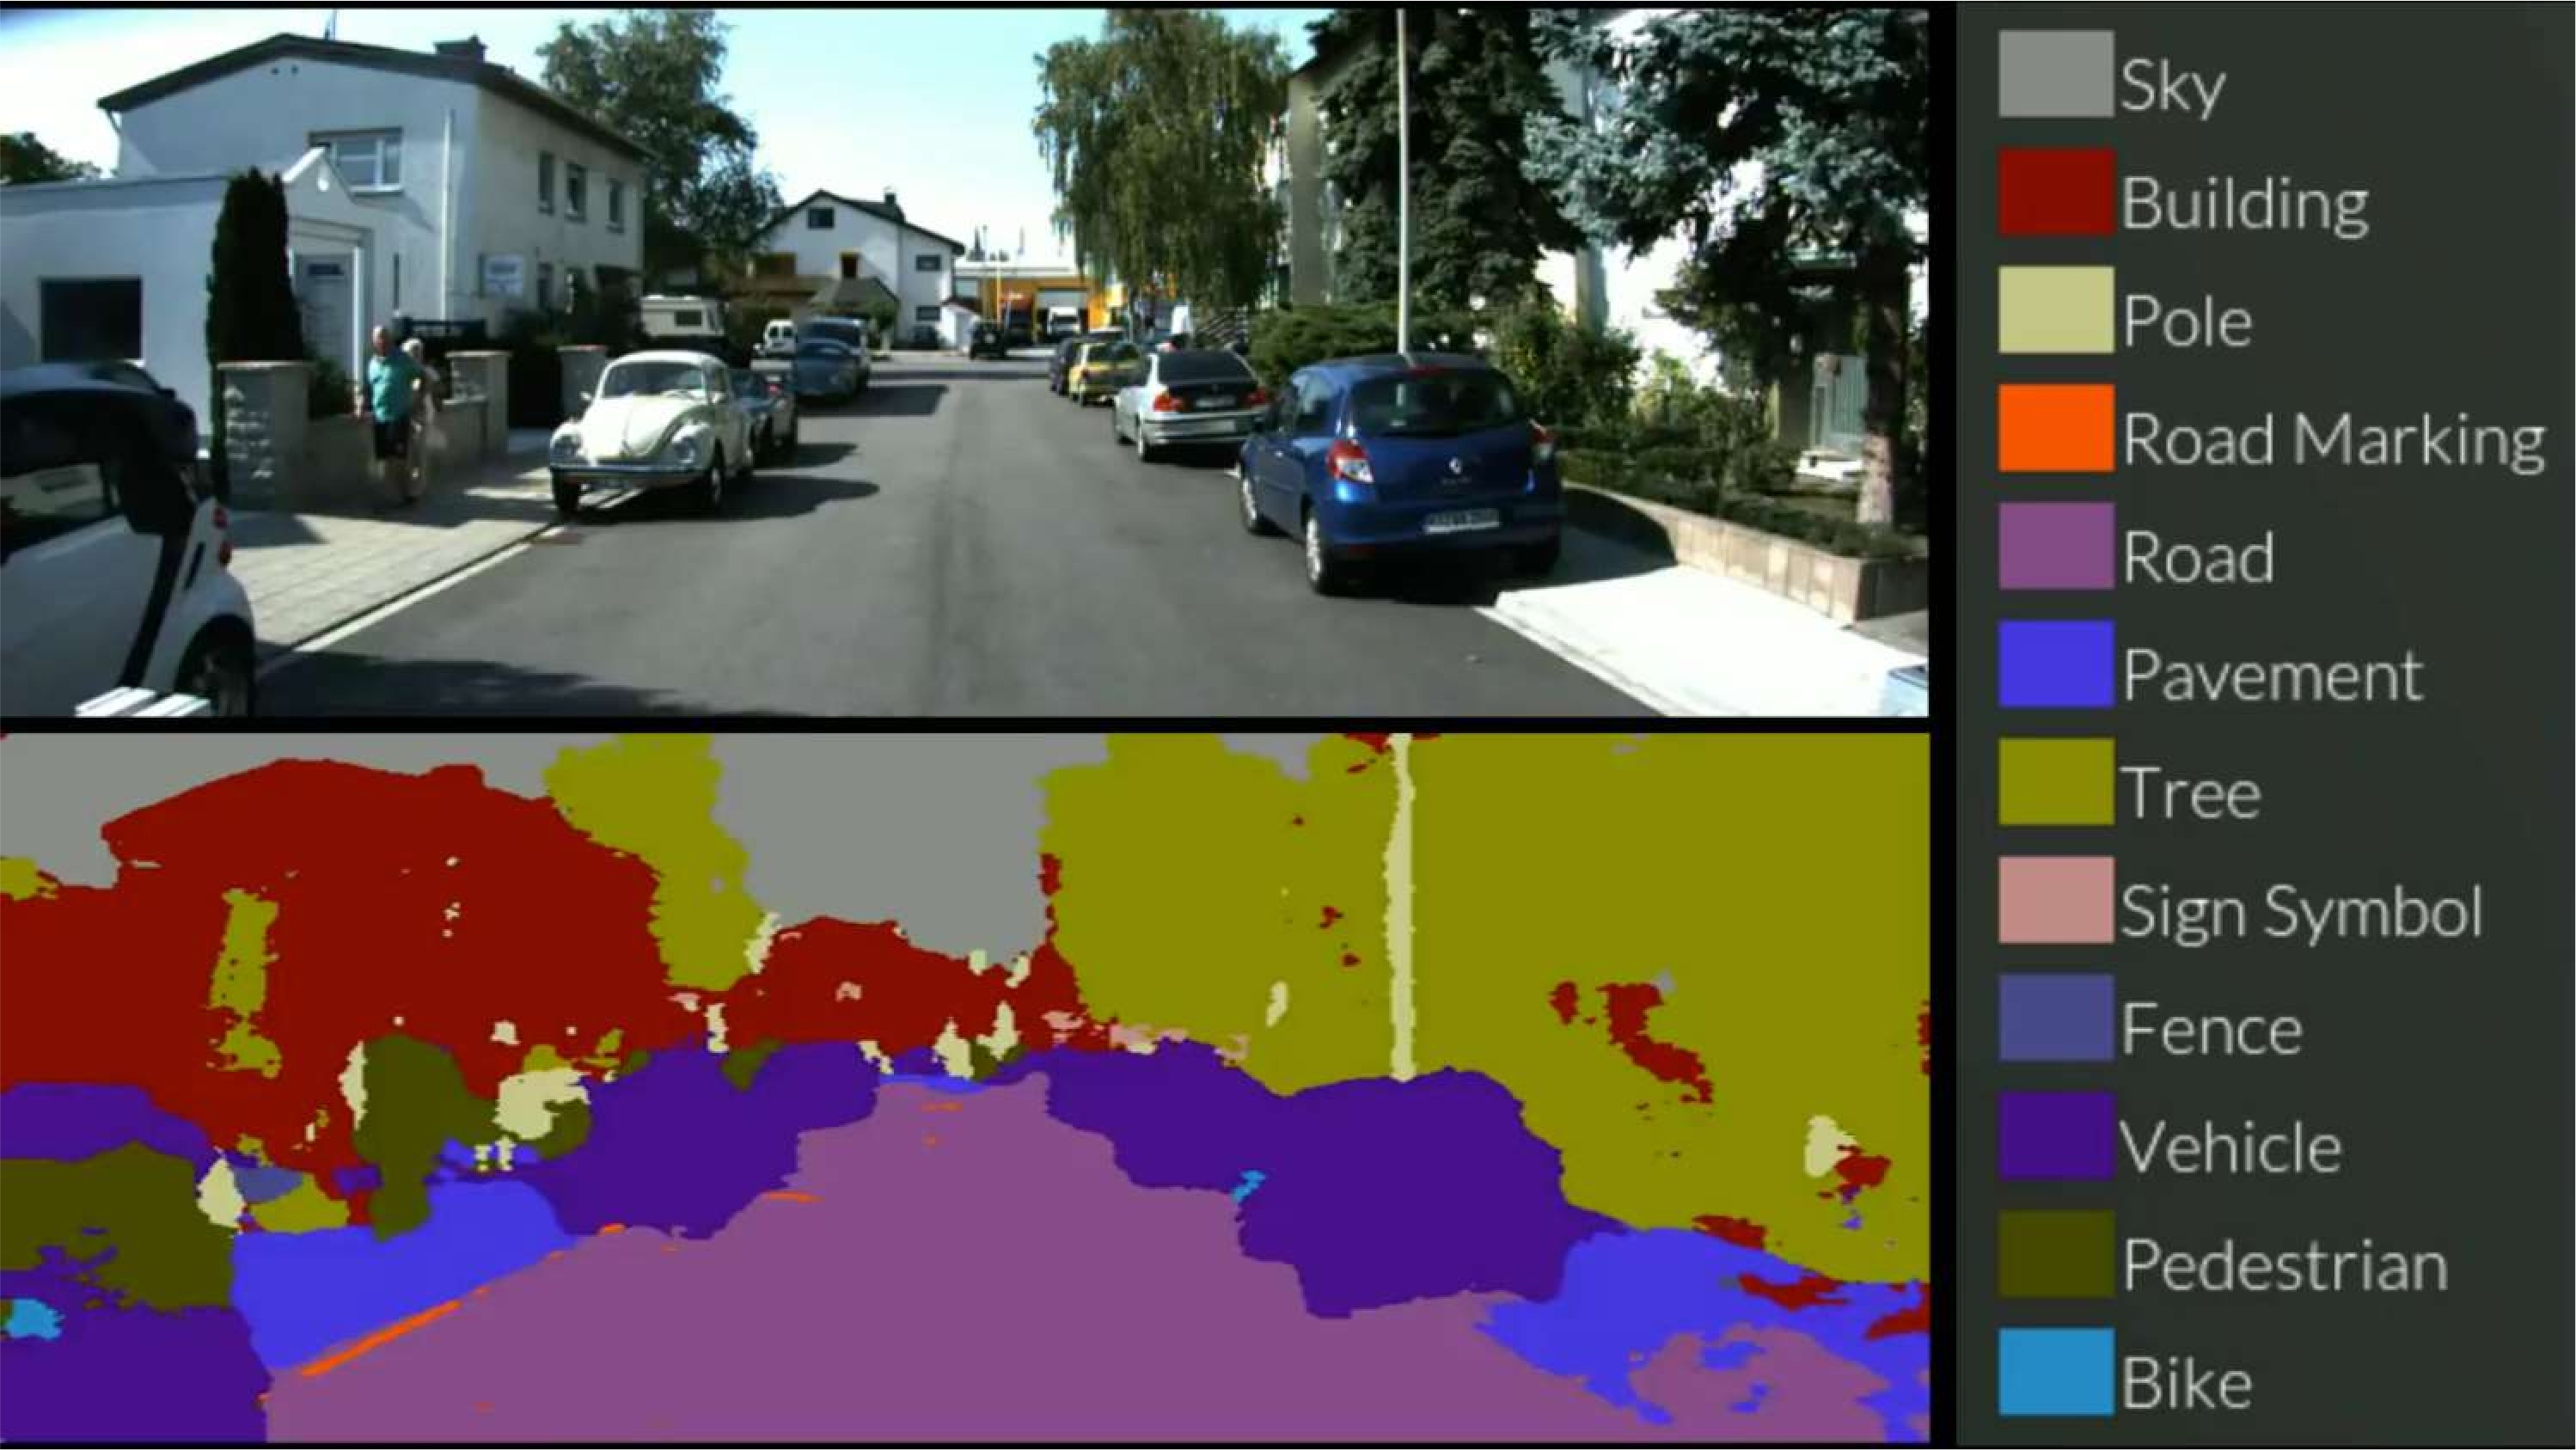 Sky
Building
Pole
Road Marking
Road
Pavement
Tree
Sign Symbol
Fence
Vehicle
Pedestrian
Bike